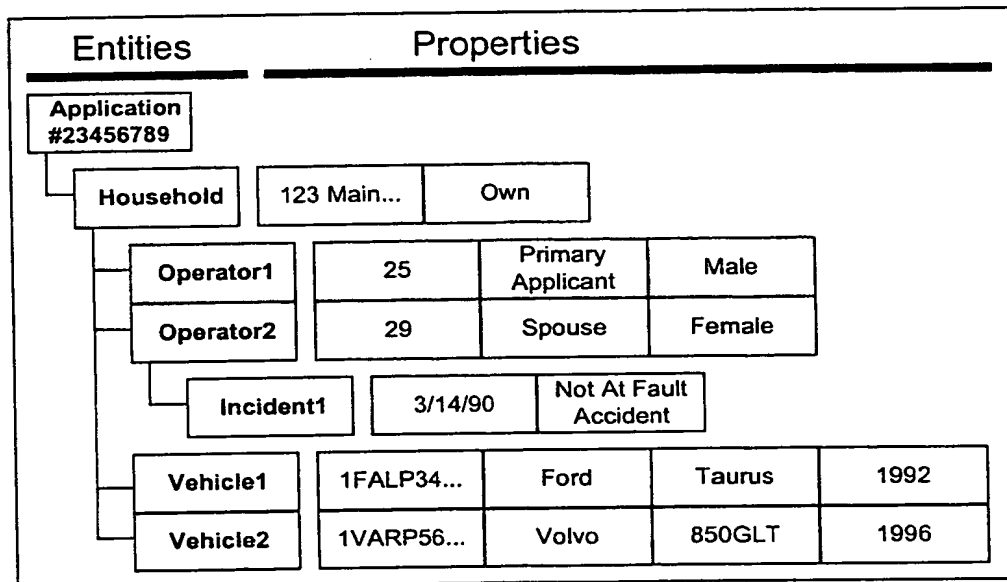 Entities Properties
Application
#23456789
Household 123 Main... Own
Operator1 25 Primary Applicant Male
Operator2 29 Spouse Female
Incident1 3/14/90 Not At Fault Accident
Vehicle1 1FALP34... Ford Taurus 1992
Vehicle2 1VARP56... Volvo 850GLT 1996